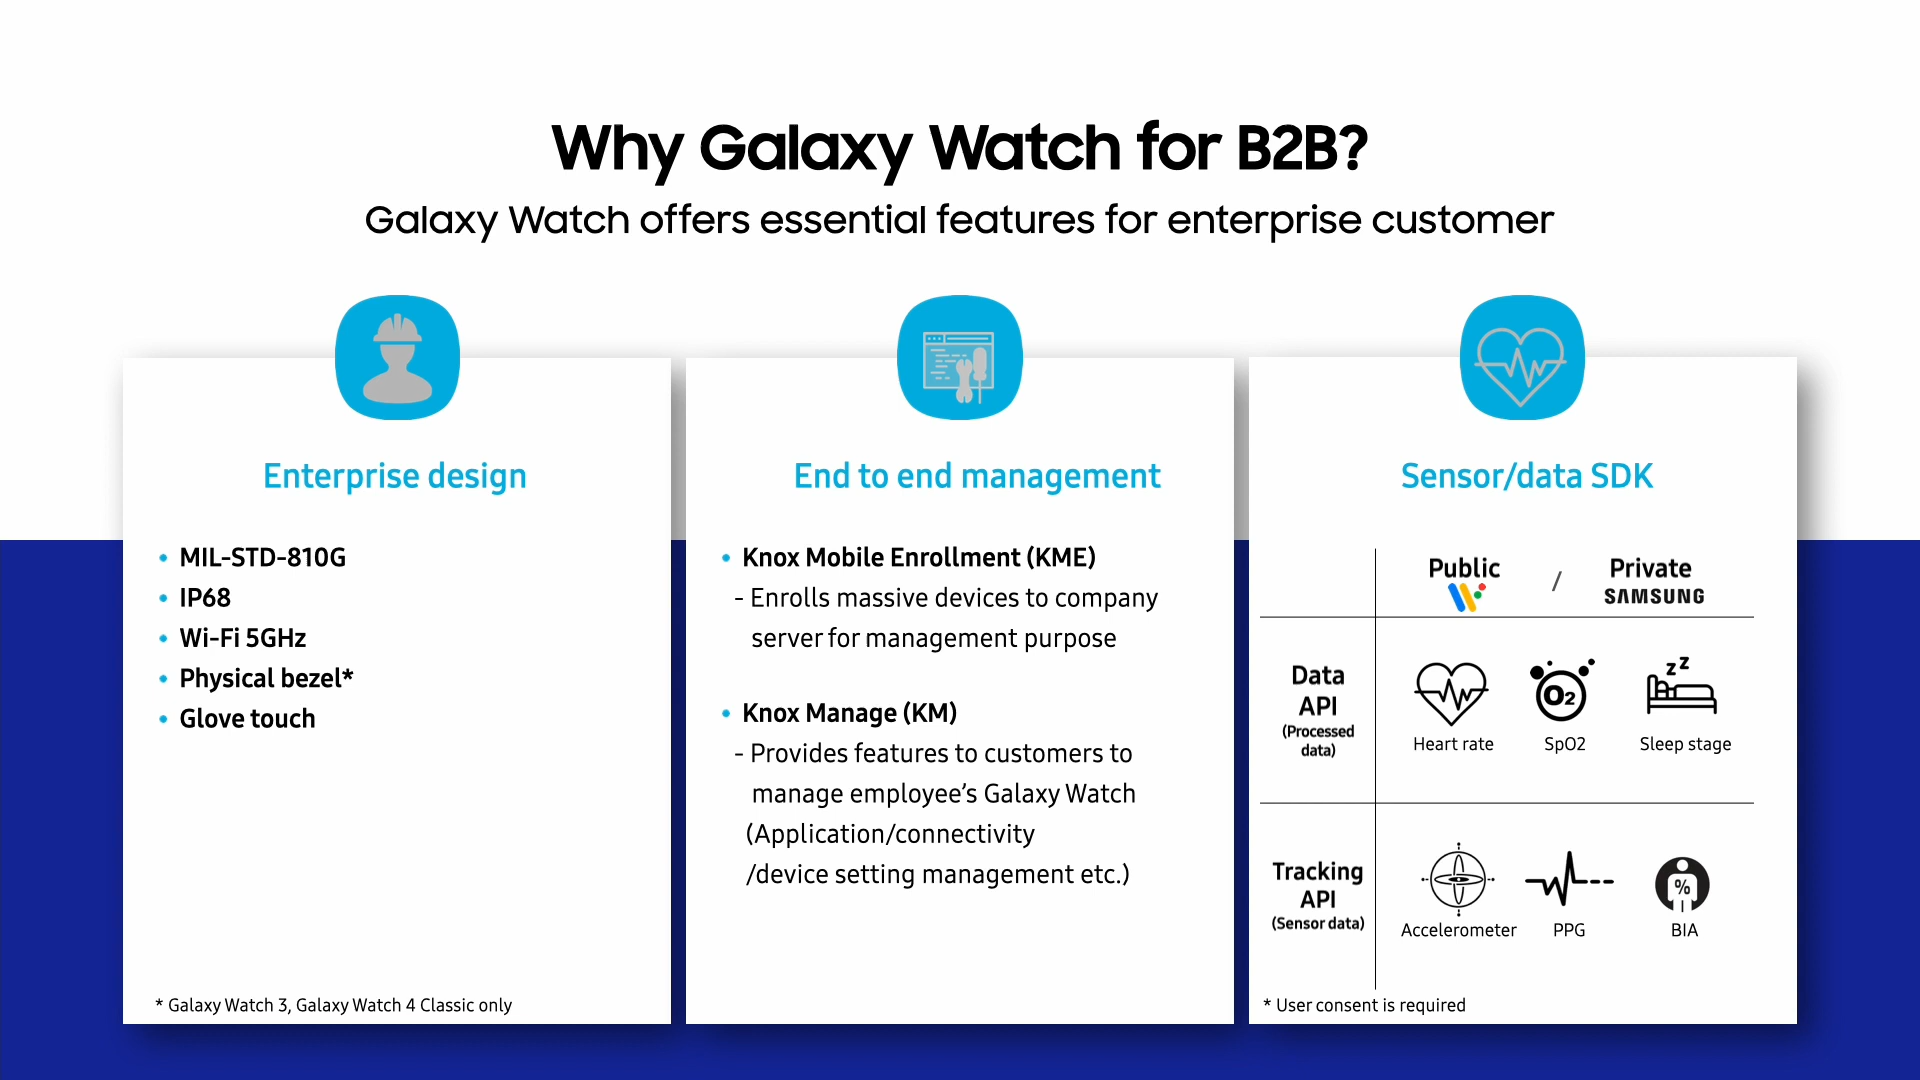 Why Galaxy Watch for B2B?
Galaxy Watch offers essential features for enterprise customer
Enterprise design
• MIL-STD-810G
• IP68
• Wi-Fi 5GHz
• Physical bezel*
• Glove touch
* Galaxy Watch 3, Galaxy Watch 4 Classic only
End to end management
• Knox Mobile Enrollment (KME)
- Enrolls massive devices to company
server for management purpose
• Knox Manage (KM)
- Provides features to customers to
manage employee's Galaxy Watch
(Application/connectivity
/device setting management etc.)
Sensor/data SDK
Public / Private
SAMSUNG
Data
API
(Processed
data)
O2
z z
Heart rate SpO2 Sleep stage
Tracking
API
(Sensor data)
%
Accelerometer PPG BIA
* User consent is required